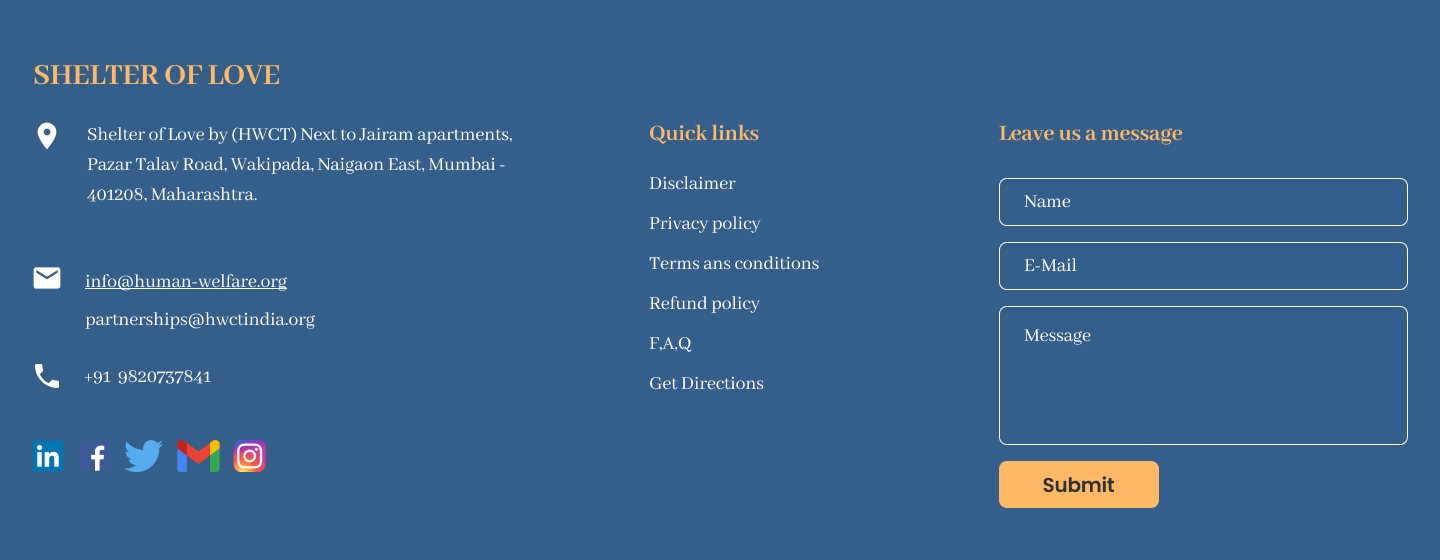 SHELTER OF LOVE
Shelter of Love by (HWCT) Next to Jairam apartments,
Pazar Talav Road, Wakipada, Naigaon East, Mumbai -
401208, Maharashtra.
info@human-welfare.org
partnerships@hwctindia.org
+91 9820737841
in
f
Quick links
Disclaimer
Privacy policy
Terms ans conditions
Refund policy
F,A,Q
Get Directions
Leave us a message
Name
E-Mail
Message
Submit